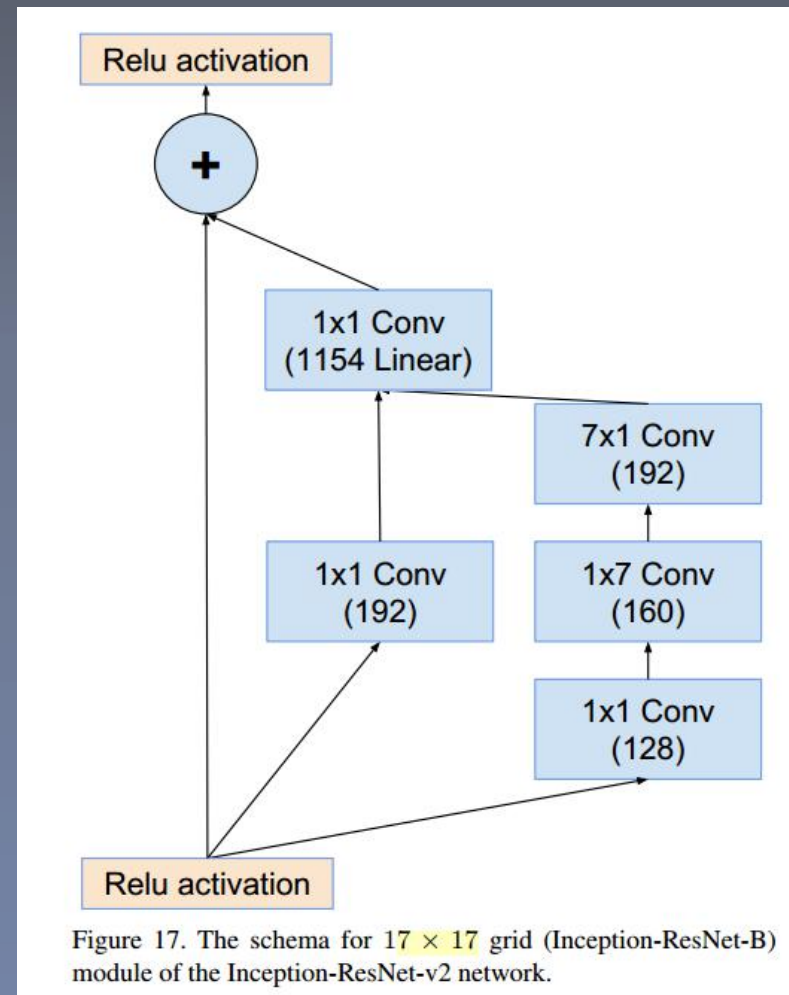 Relu activation
+
1x1 Conv
(1154 Linear)
7x1 Conv
(192)
1x1 Conv
(192)
1x7 Conv
(160)
1x1 Conv
(128)
Relu activation
Figure 17. The schema for 17 × 17 grid (Inception-ResNet-B)
module of the Inception-ResNet-v2 network.